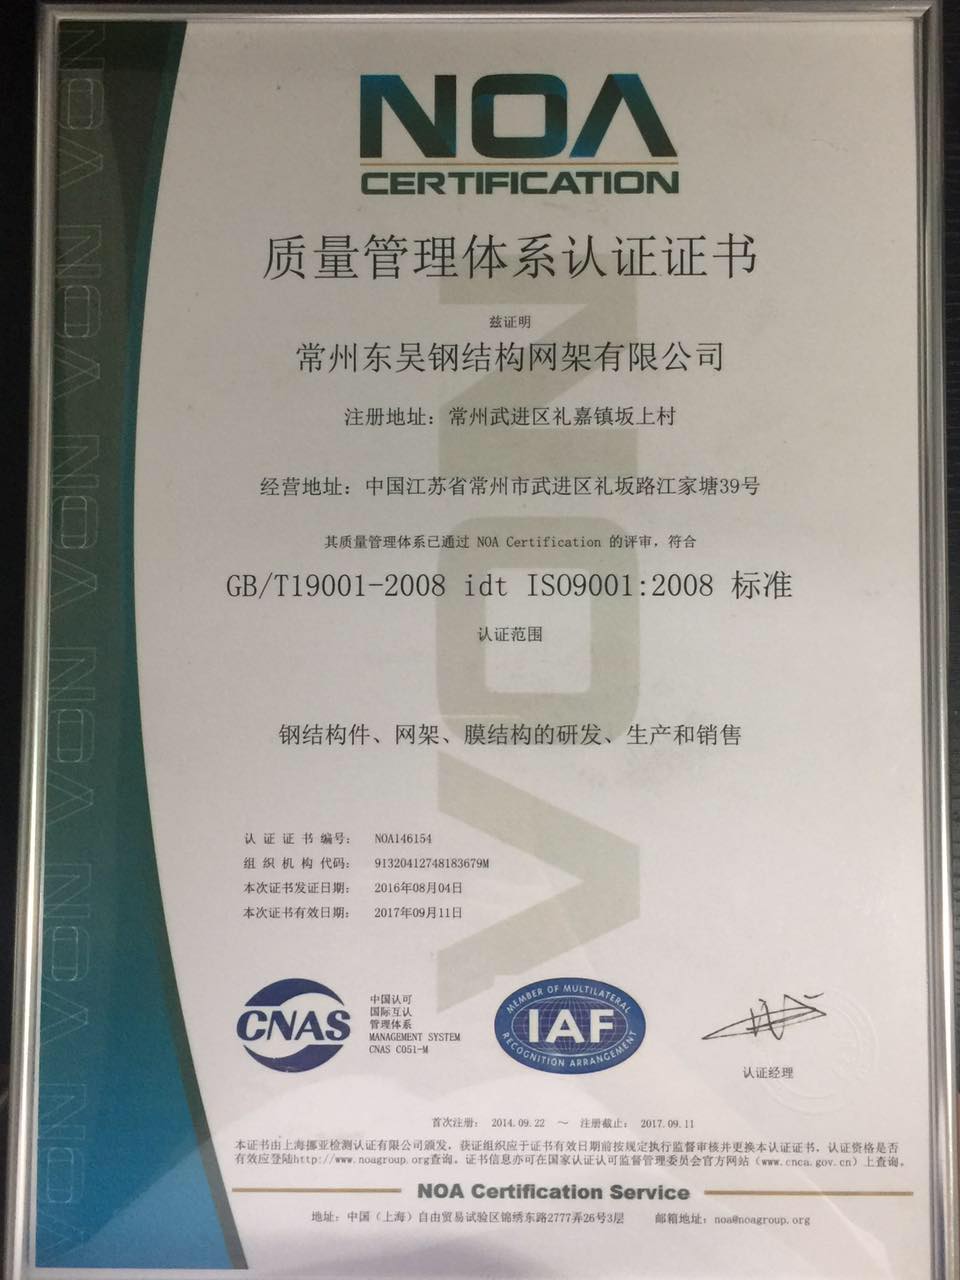 NOA
CERTIFICATION
质量管理体系认证证书
兹证明
常州东吴钢结构网架有限公司
注册地址：常州武进区礼嘉镇坂上村
经营地址：中国江苏省常州市武进区礼坂路江家塘39号
其质量管理体系已通过 NOA Certification 的评审，符合
GB/T19001-2008 idt ISO9001:2008 标准
认证范围
钢结构件、网架、膜结构的研发、生产和销售
认证证书编号： NOA146154
组织机构代码： 91320412748183679M
本次证书发证日期： 2016年08月04日
本次证书有效日期： 2017年09月11日
CNAS
中国认可
国际互认
管理体系
MANAGEMENT SYSTEM
CNAS C051-M
MEMBER OF MULTILATERAL
IAF
RECOGNITION ARRANGEMENT
认证经理
首次注册： 2014.09.22 ～ 注册截止： 2017.09.11
本证书由上海挪亚检测认证有限公司颁发，获证组织应于证书有效日期前按规定执行监督审核并更换本认证证书，认证资格是否
有效应登陆http://www.noagroup.org查询。证书信息亦可在国家认证认可监督管理委员会官方网站（www.cnca.gov.cn）上查询。
NOA Certification Service
地址：中国（上海）自由贸易试验区锦绣东路2777弄26号3层 邮箱地址：noa@noagroup.org